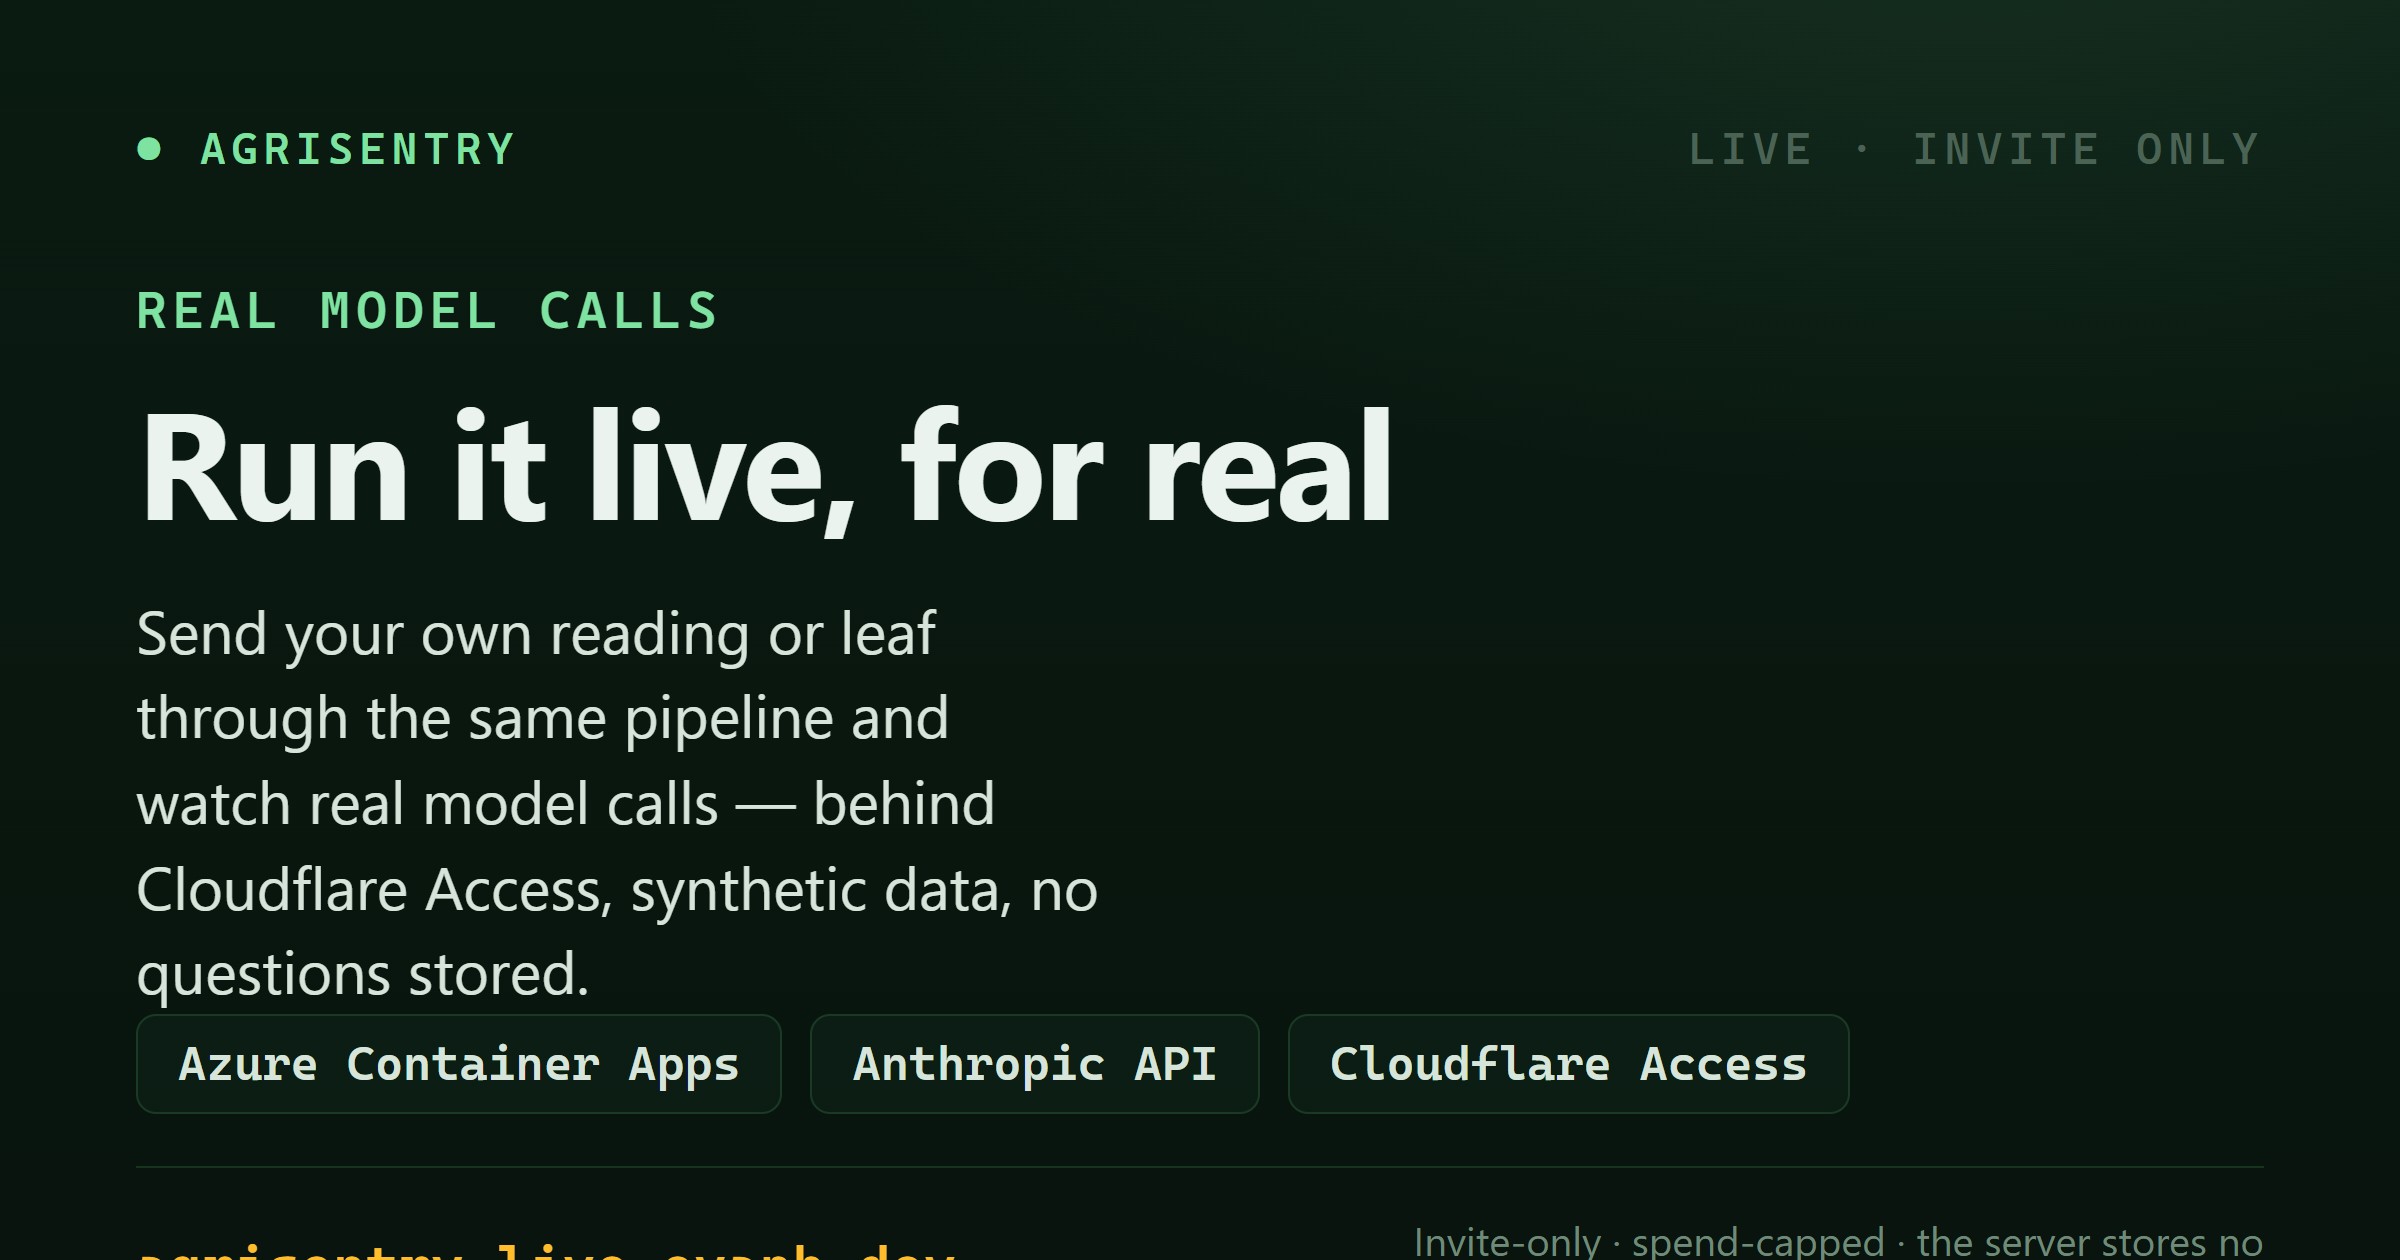 AGRISENTRY
LIVE · INVITE ONLY
REAL MODEL CALLS
Run it live, for real
Send your own reading or leaf
through the same pipeline and
watch real model calls — behind
Cloudflare Access, synthetic data, no
questions stored.
Azure Container Apps
Anthropic API
Cloudflare Access
Invite-only · spend-capped · the server stores no